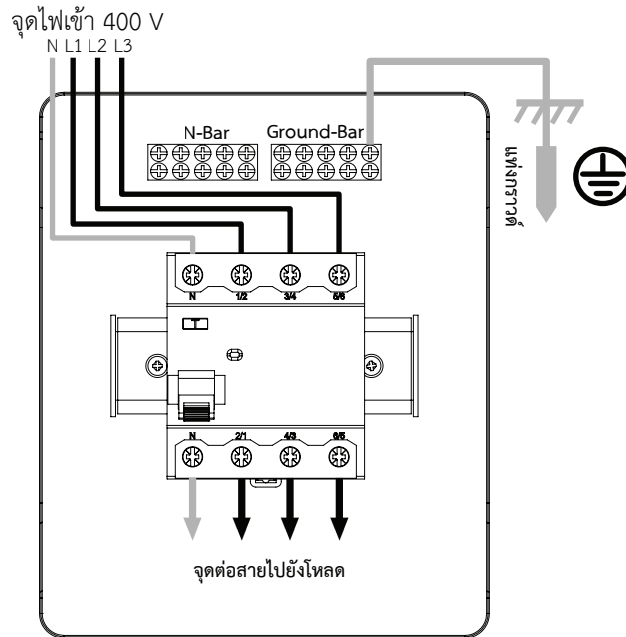 จุดไฟเข้า 400 V
N L1 L2 L3
N-Bar Ground-Bar
แท่งกราวด์
N 1/2 3/4 5/6
T
N 2/1 4/3 6/5
จุดต่อสายไปยังโหลด